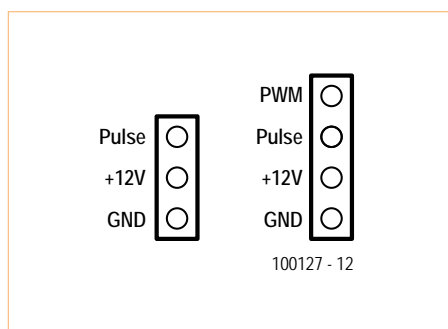 Pulse
+12V
GND
PWM
Pulse
+12V
GND
100127 - 12